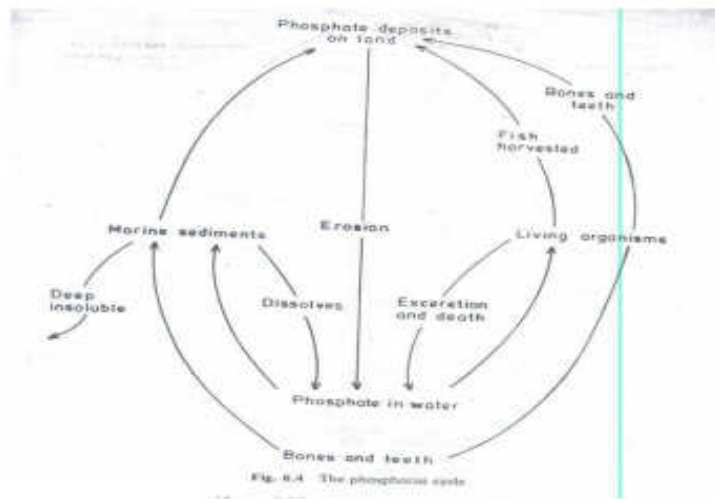 Phosphate deposits
on land
Bones and
teeth
Fish
harvested
Marine sediments
Erosion
Living organisms
Deep
insoluble
Dissolves
Excretion
and death
Phosphate in water
Bones and teeth
Fig. 6.4 The phosphorus cycle